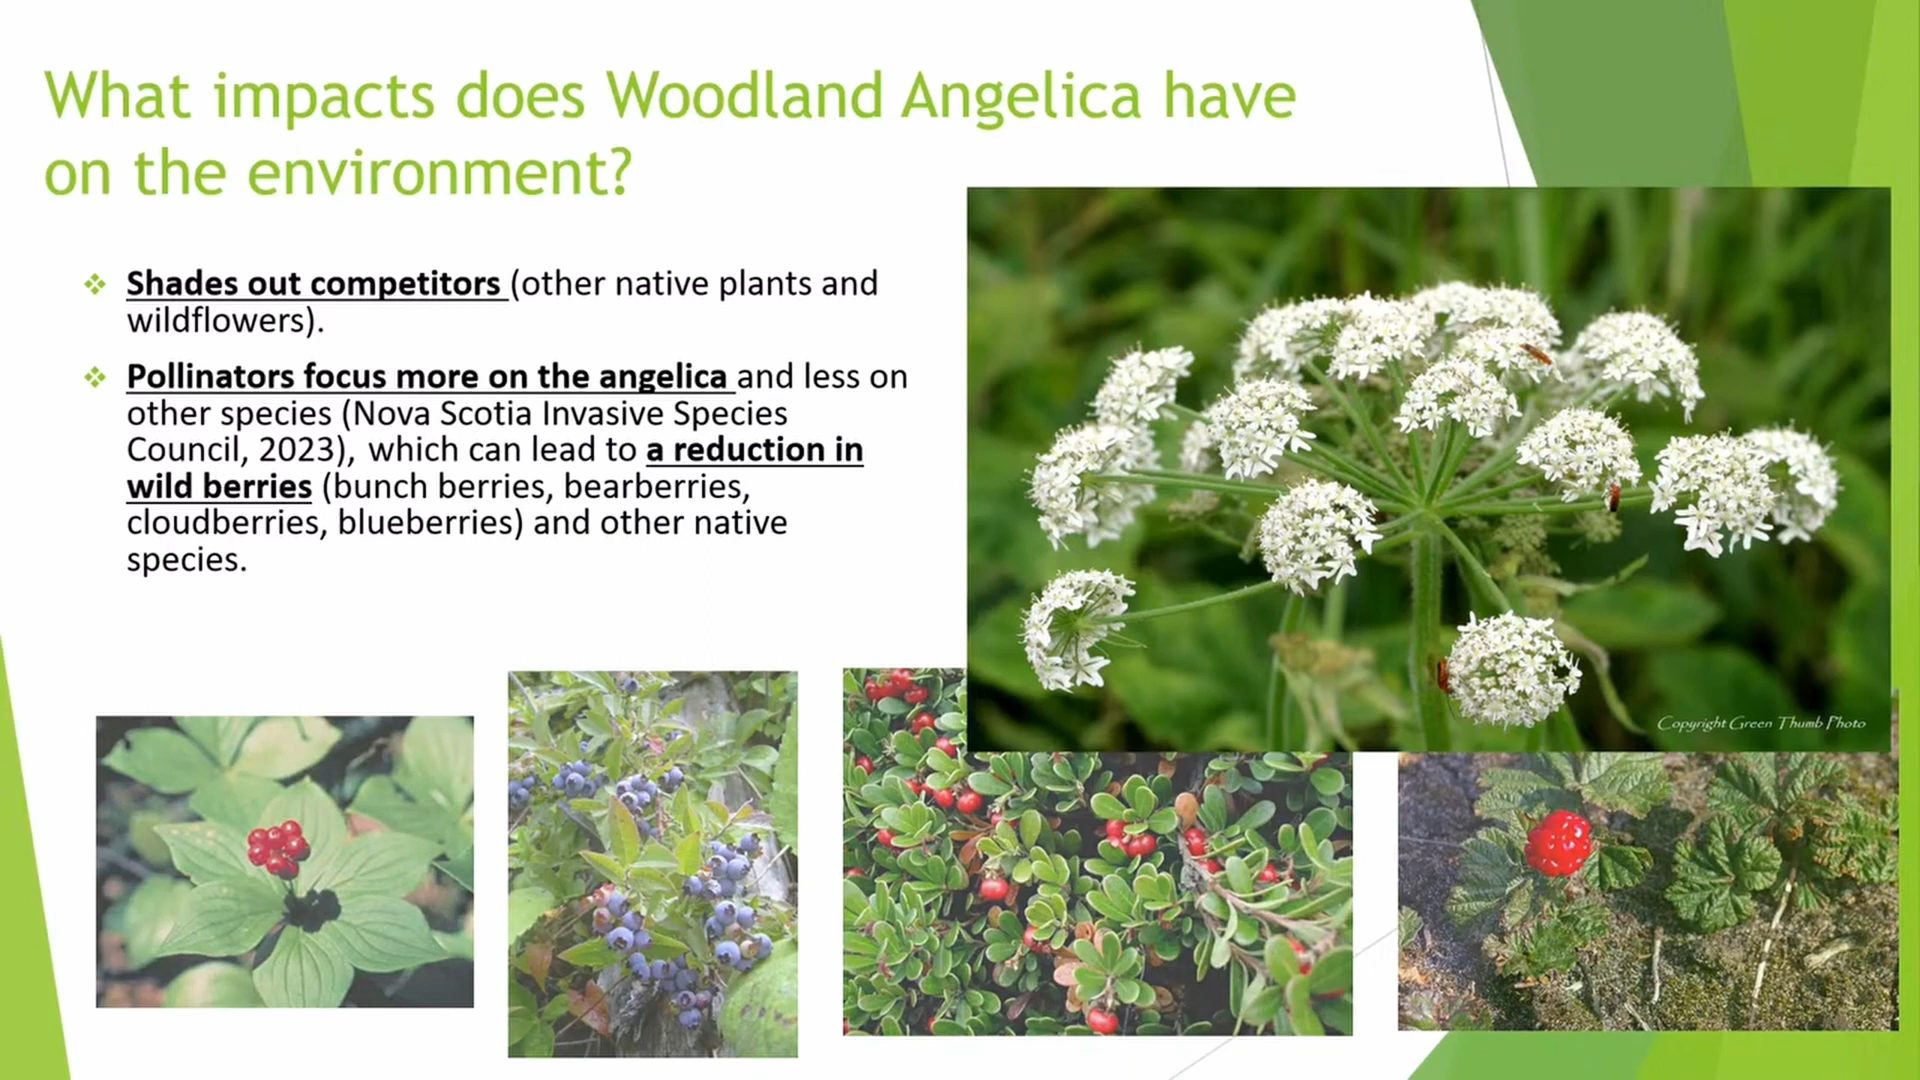 What impacts does Woodland Angelica have
on the environment?
❖ Shades out competitors (other native plants and
wildflowers).
❖ Pollinators focus more on the angelica and less on
other species (Nova Scotia Invasive Species
Council, 2023), which can lead to a reduction in
wild berries (bunch berries, bearberries,
cloudberries, blueberries) and other native
species.
Copyright Green Thumb Photo